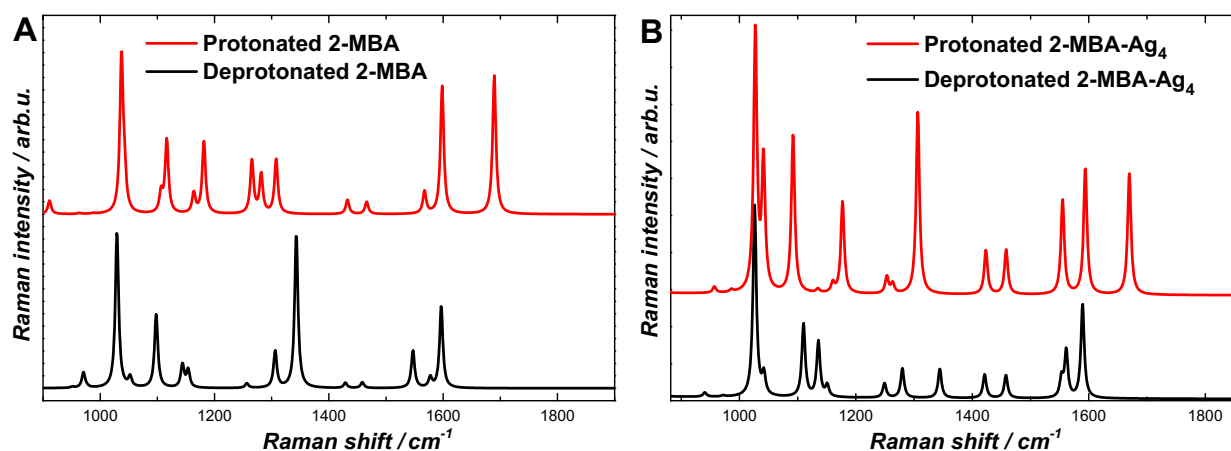 A
Protonated 2-MBA
Deprotonated 2-MBA
Raman intensity / arb.u.
1000 1200 1400 1600 1800
Raman shift / cm⁻¹
B
Protonated 2-MBA-Ag₄
Deprotonated 2-MBA-Ag₄
Raman intensity / arb.u.
1000 1200 1400 1600 1800
Raman shift / cm⁻¹